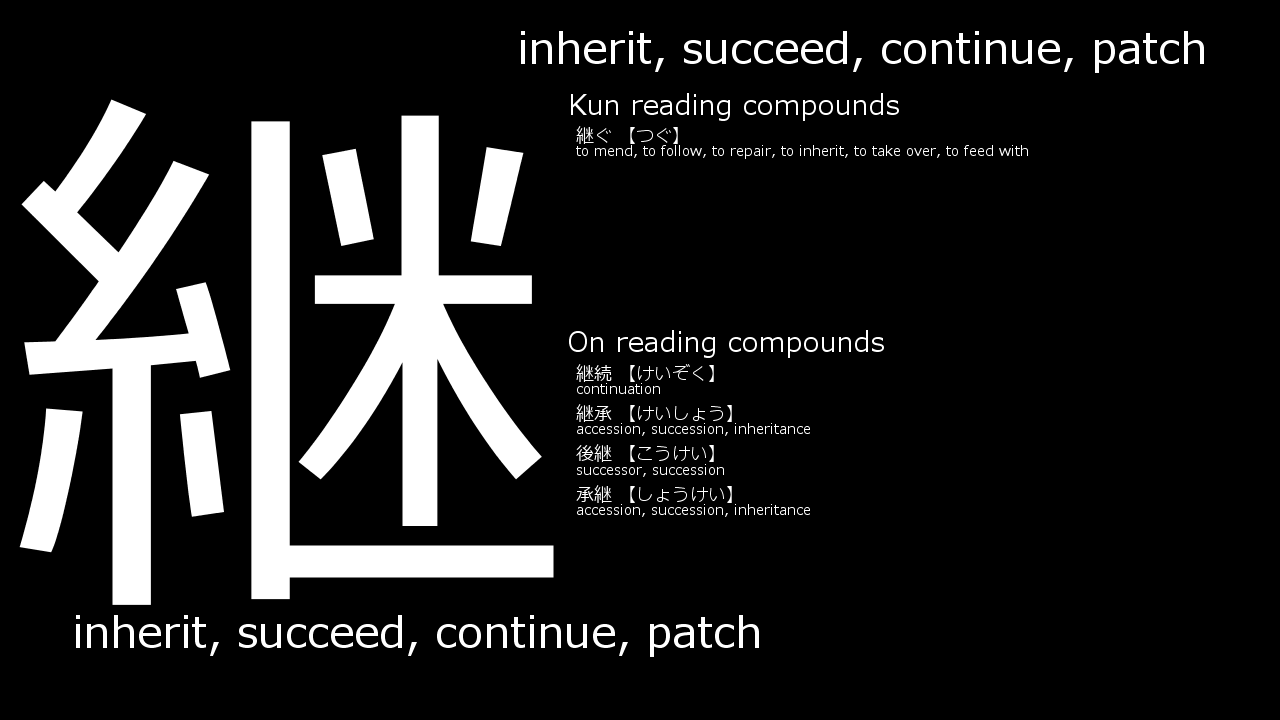 inherit, succeed, continue, patch
継
Kun reading compounds
継ぐ 【つぐ】
to mend, to follow, to repair, to inherit, to take over, to feed with
On reading compounds
継続 【けいぞく】
continuation
継承 【けいしょう】
accession, succession, inheritance
後継 【こうけい】
successor, succession
承継 【しょうけい】
accession, succession, inheritance
inherit, succeed, continue, patch